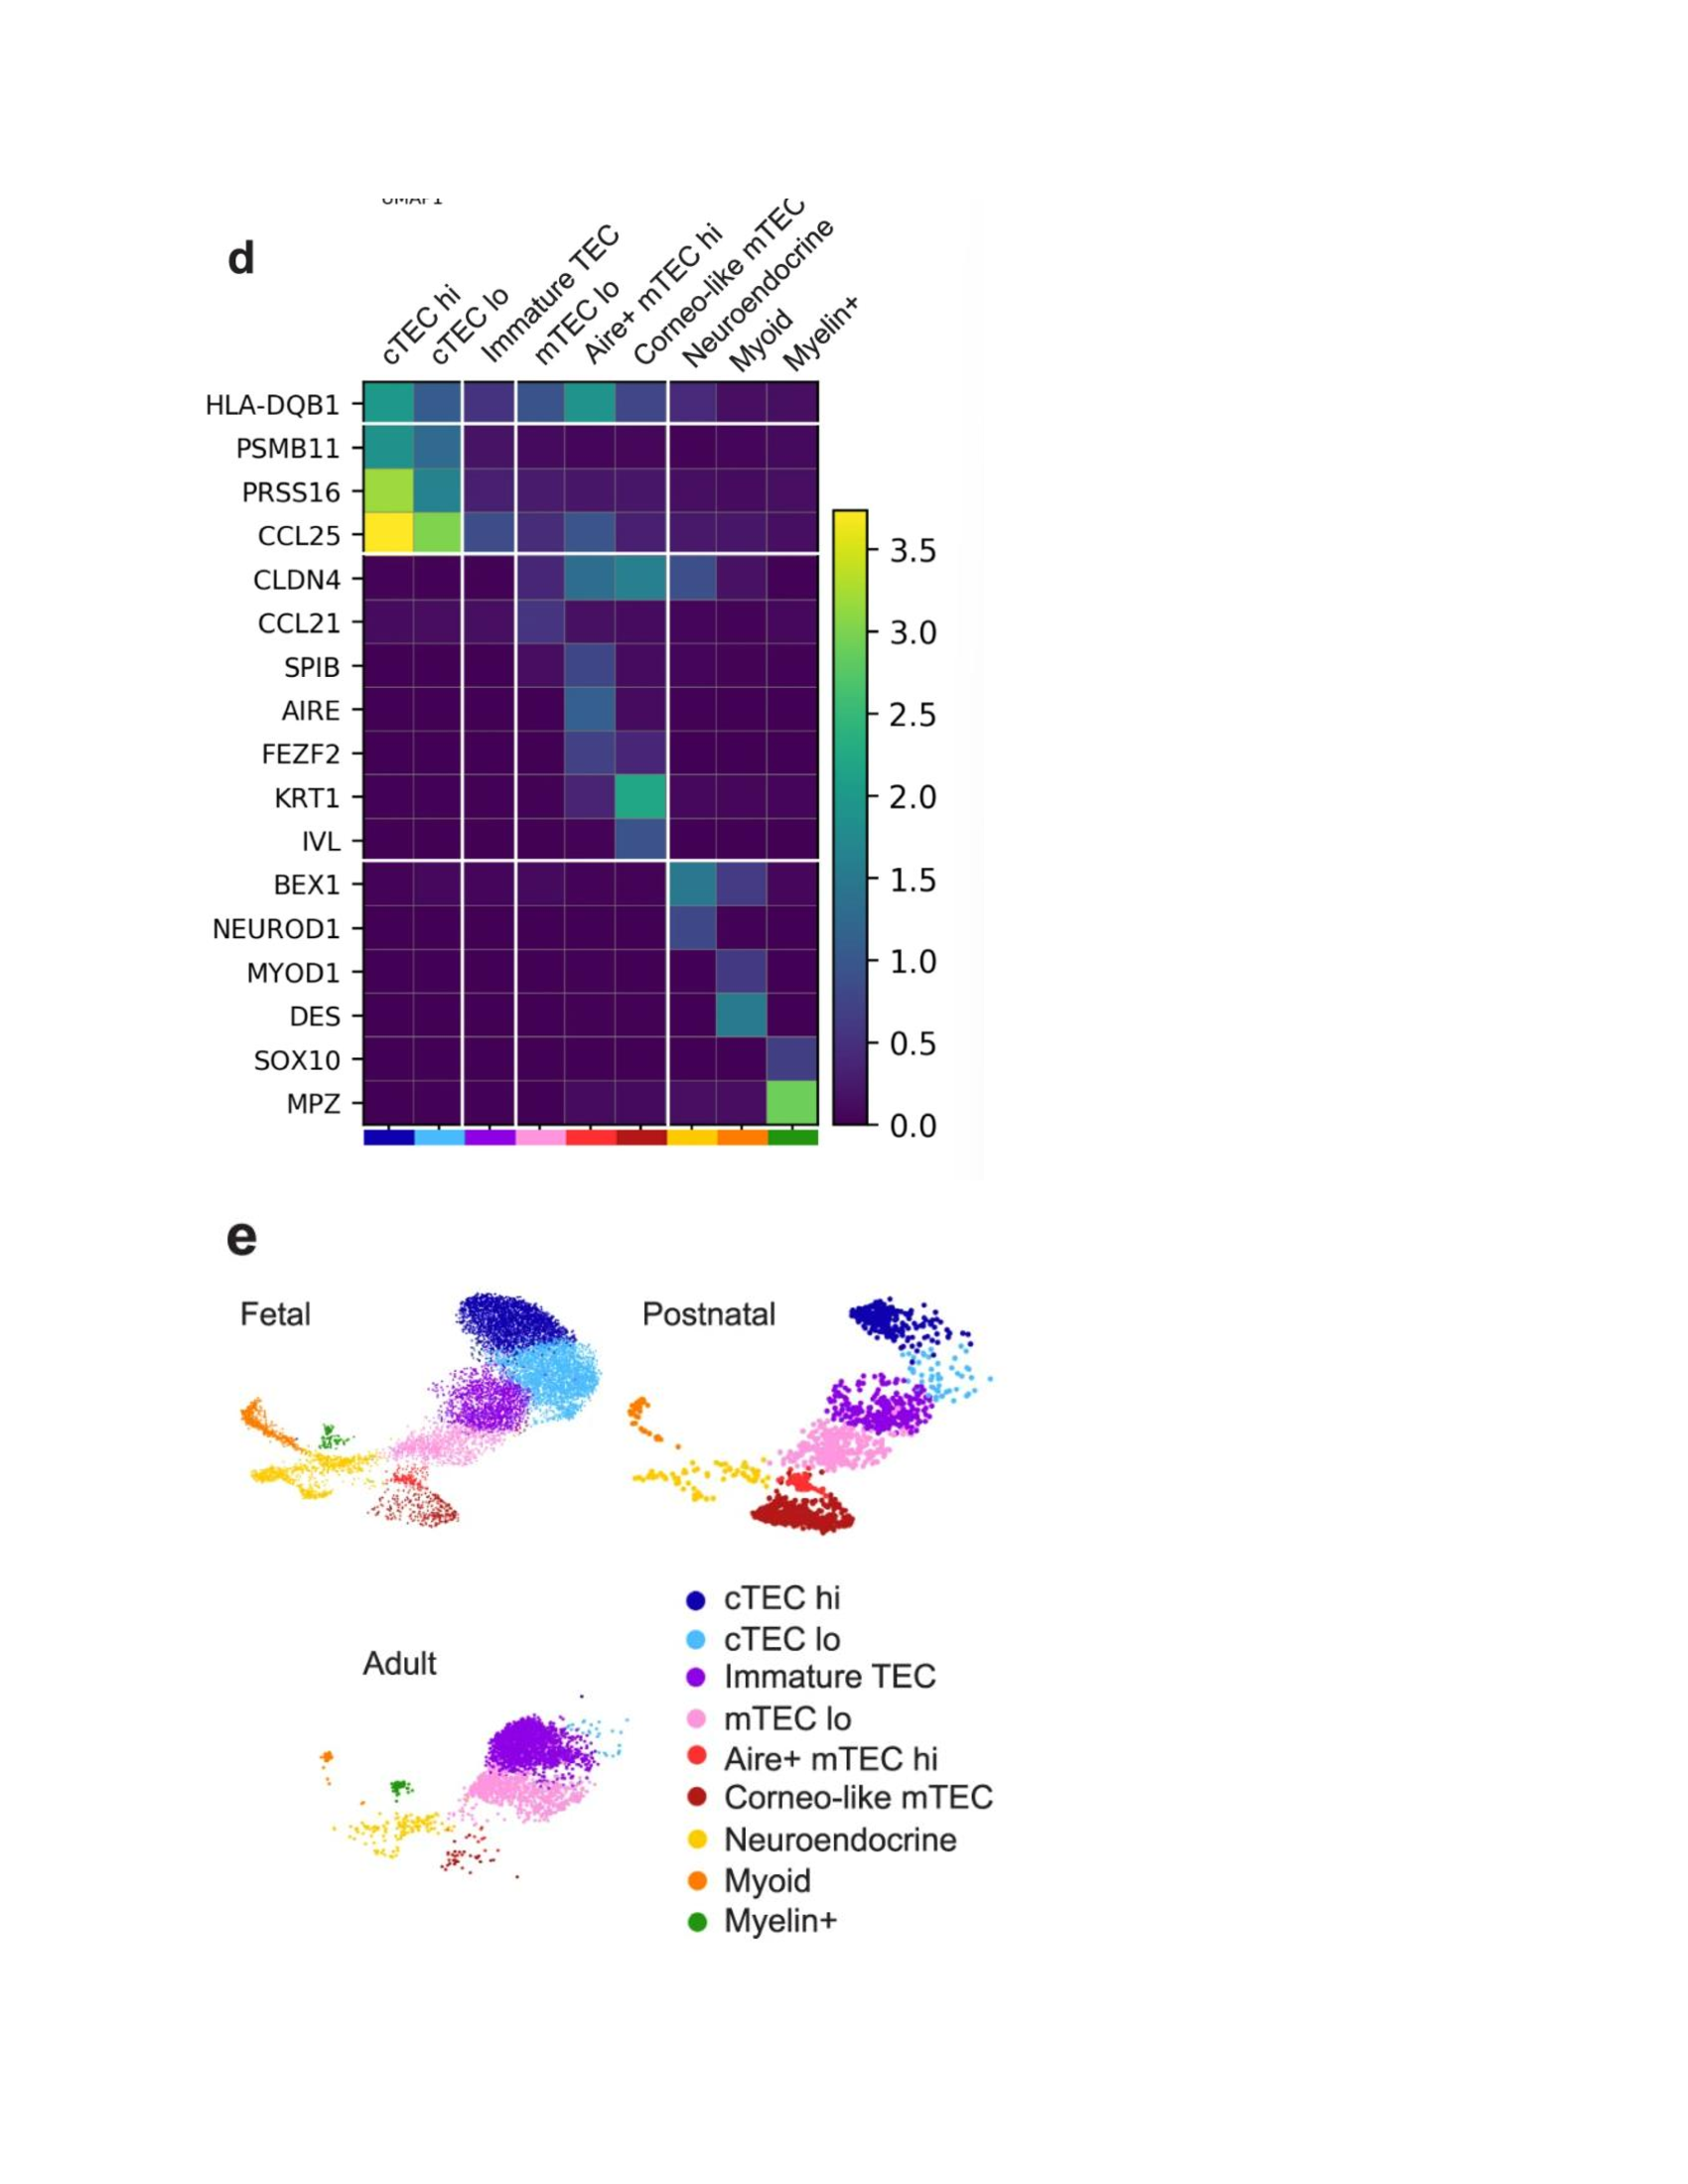 d
cTEC hi
cTEC lo
Immature TEC
mTEC lo
Aire+ mTEC hi
Corneo-like mTEC
Neuroendocrine
Myoid
Myelin+
HLA-DQB1
PSMB11
PRSS16
CCL25
CLDN4
CCL21
SPIB
AIRE
FEZF2
KRT1
IVL
BEX1
NEUROD1
MYOD1
DES
SOX10
MPZ
3.5
3.0
2.5
2.0
1.5
1.0
0.5
0.0
e
Fetal
Postnatal
Adult
cTEC hi
cTEC lo
Immature TEC
mTEC lo
Aire+ mTEC hi
Corneo-like mTEC
Neuroendocrine
Myoid
Myelin+